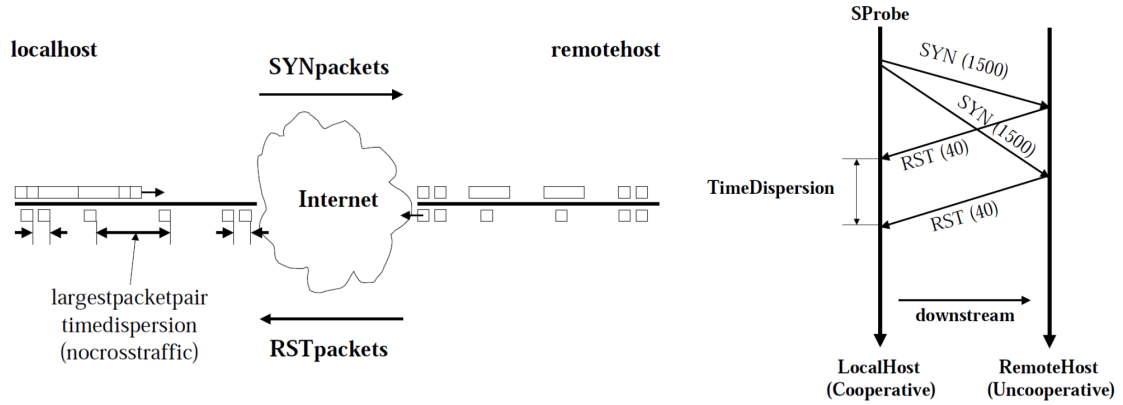 localhost
SYNpackets
remotehost
Internet
largestpacketpair
timedispersion
(nocrosstraffic)
RSTpackets
SProbe
SYN (1500)
SYN (1500)
RST (40)
TimeDispersion
RST (40)
downstream
LocalHost
(Cooperative)
RemoteHost
(Uncooperative)